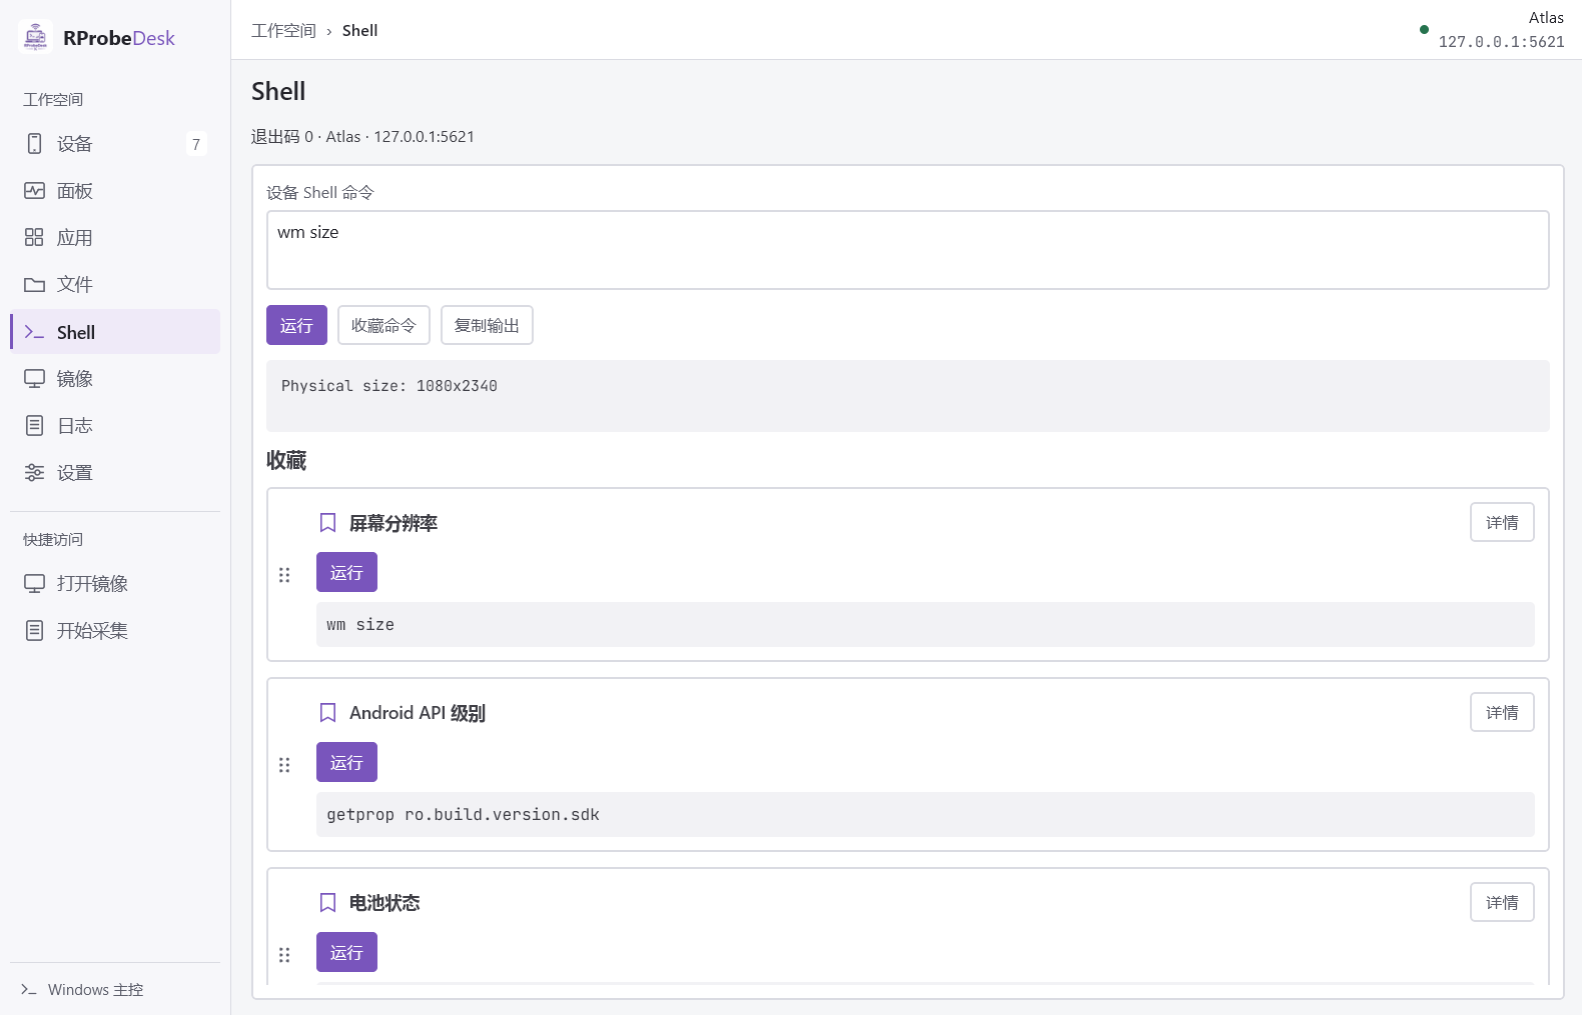 RProbeDesk
工作空间
设备 7
面板
应用
文件
Shell
镜像
日志
设置
快捷访问
打开镜像
开始采集
Windows 主控
工作空间 › Shell
Atlas
127.0.0.1:5621
Shell
退出码 0 · Atlas · 127.0.0.1:5621
设备 Shell 命令
wm size
运行 收藏命令 复制输出
Physical size: 1080x2340
收藏
屏幕分辨率 详情
运行
wm size
Android API 级别 详情
运行
getprop ro.build.version.sdk
电池状态 详情
运行